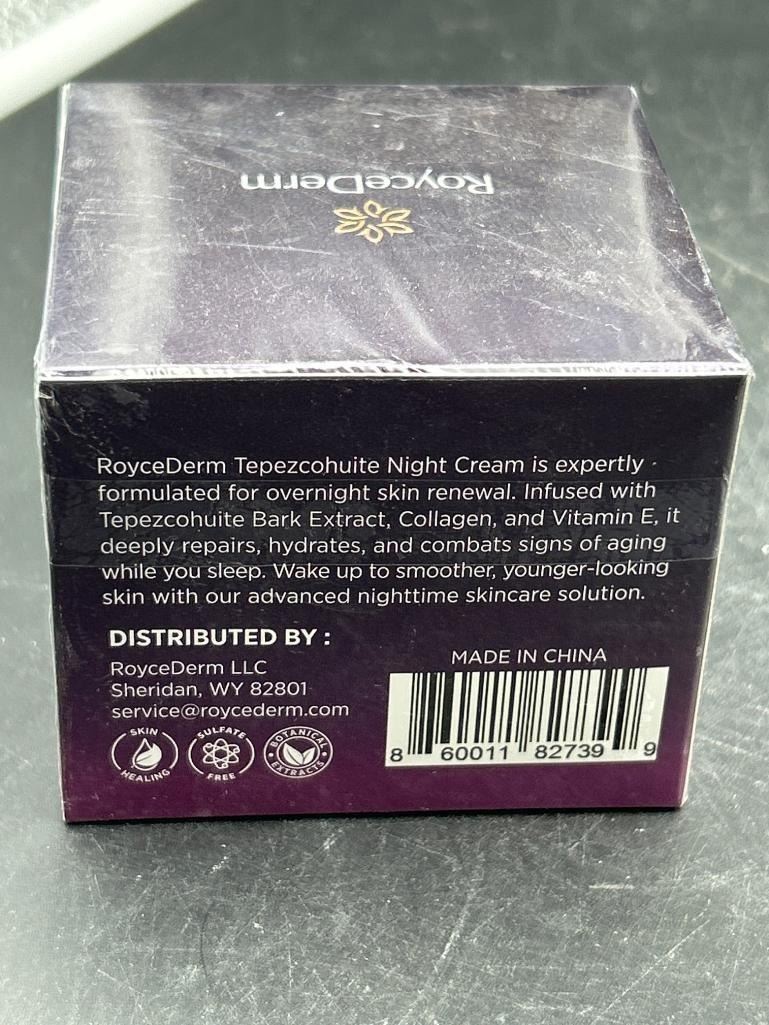 RoyceDerm
RoyceDerm Tepezcohuite Night Cream is expertly
formulated for overnight skin renewal. Infused with
Tepezcohuite Bark Extract, Collagen, and Vitamin E, it
deeply repairs, hydrates, and combats signs of aging
while you sleep. Wake up to smoother, younger-looking
skin with our advanced nighttime skincare solution.
DISTRIBUTED BY :
RoyceDerm LLC
Sheridan, WY 82801
service@roycederm.com
MADE IN CHINA
SKIN HEALING
SULFATE FREE
BOTANICAL EXTRACTS
8 60011 82739 9